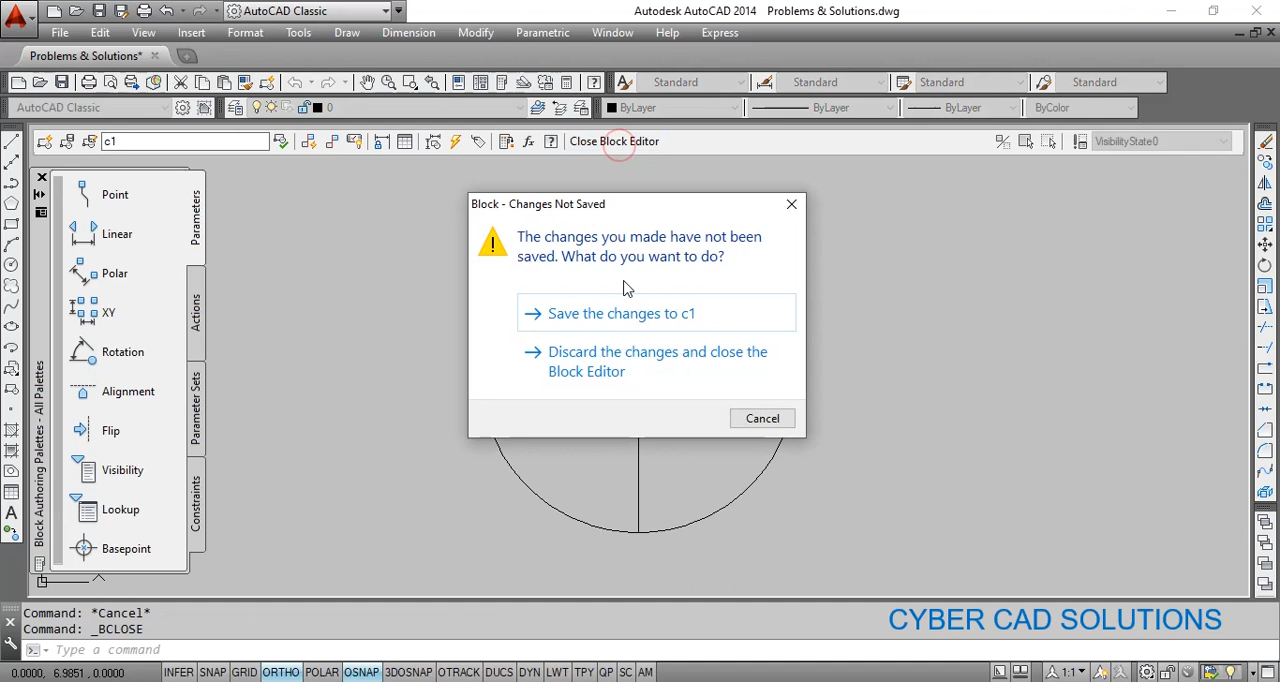 AutoCAD Classic
Autodesk AutoCAD 2014 Problems & Solutions.dwg
File Edit View Insert Format Tools Draw Dimension Modify Parametric Window Help Express
Problems & Solutions*
Standard Standard Standard Standard
AutoCAD Classic 0 ByLayer ByLayer ByLayer ByColor
c1 Close Block Editor VisibilityState0
Point
Linear
Polar
XY
Rotation
Alignment
Flip
Visibility
Lookup
Basepoint
Parameters
Actions
Parameter Sets
Constraints
Block Authoring Palettes - All Palettes
Block - Changes Not Saved
The changes you made have not been
saved. What do you want to do?
Save the changes to c1
Discard the changes and close the
Block Editor
Cancel
Command: *Cancel*
Command: _BCLOSE
Type a command
CYBER CAD SOLUTIONS
0.0000, 6.9851, 0.0000 INFER SNAP GRID ORTHO POLAR OSNAP 3DOSNAP OTRACK DUCS DYN LWT TPY QP SC AM 1:1